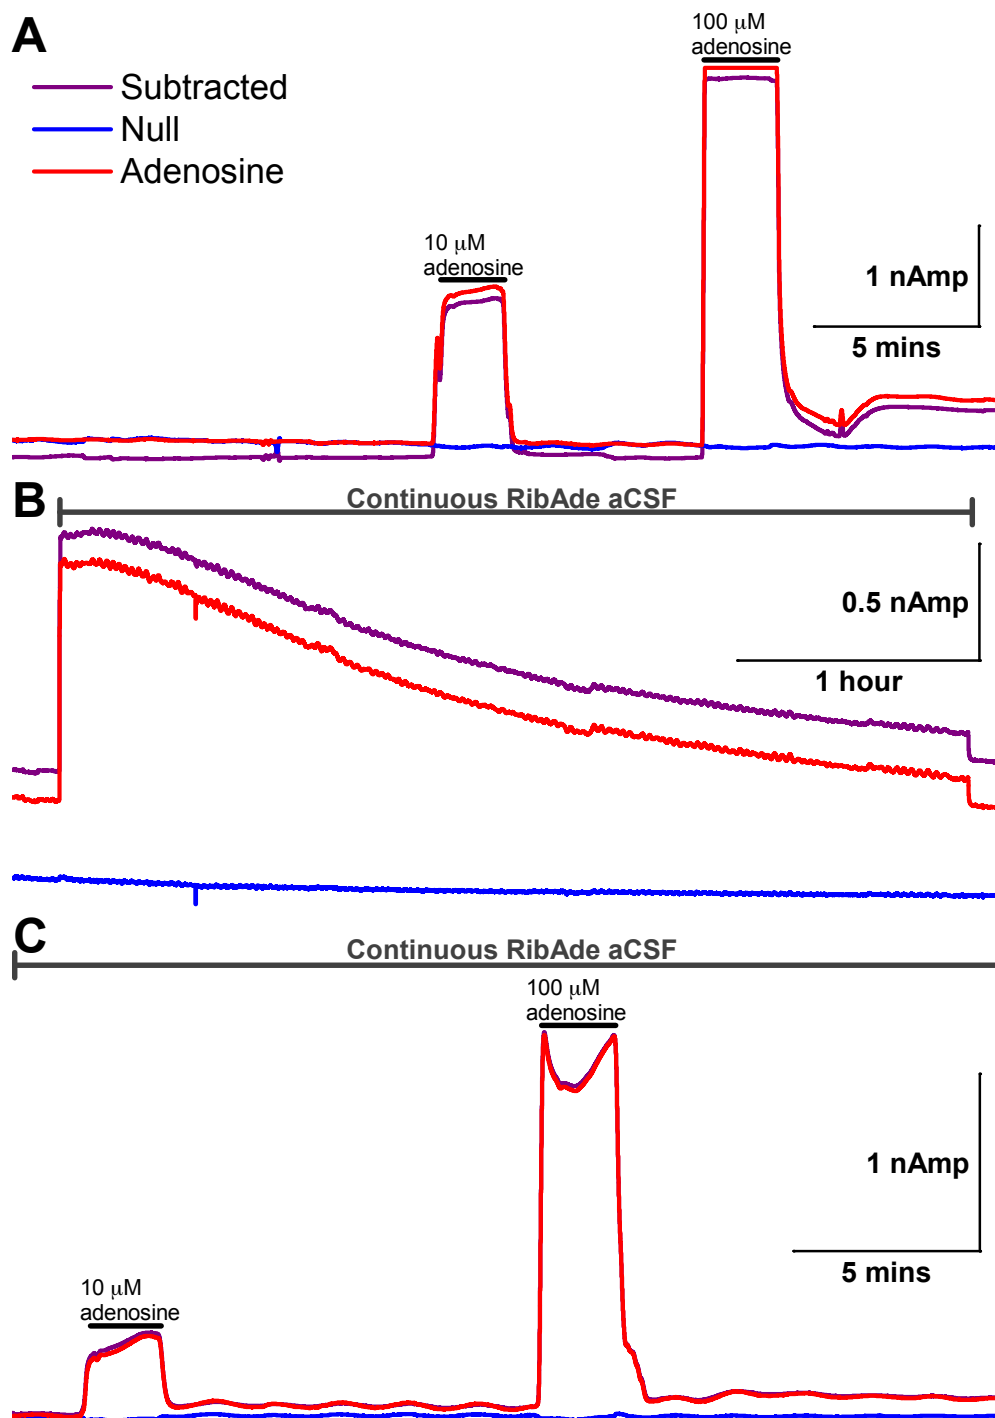 A
Subtracted
Null
Adenosine
10 μM
adenosine
100 μM
adenosine
1 nAmp
5 mins
B
Continuous RibAde aCSF
0.5 nAmp
1 hour
C
Continuous RibAde aCSF
10 μM
adenosine
100 μM
adenosine
1 nAmp
5 mins